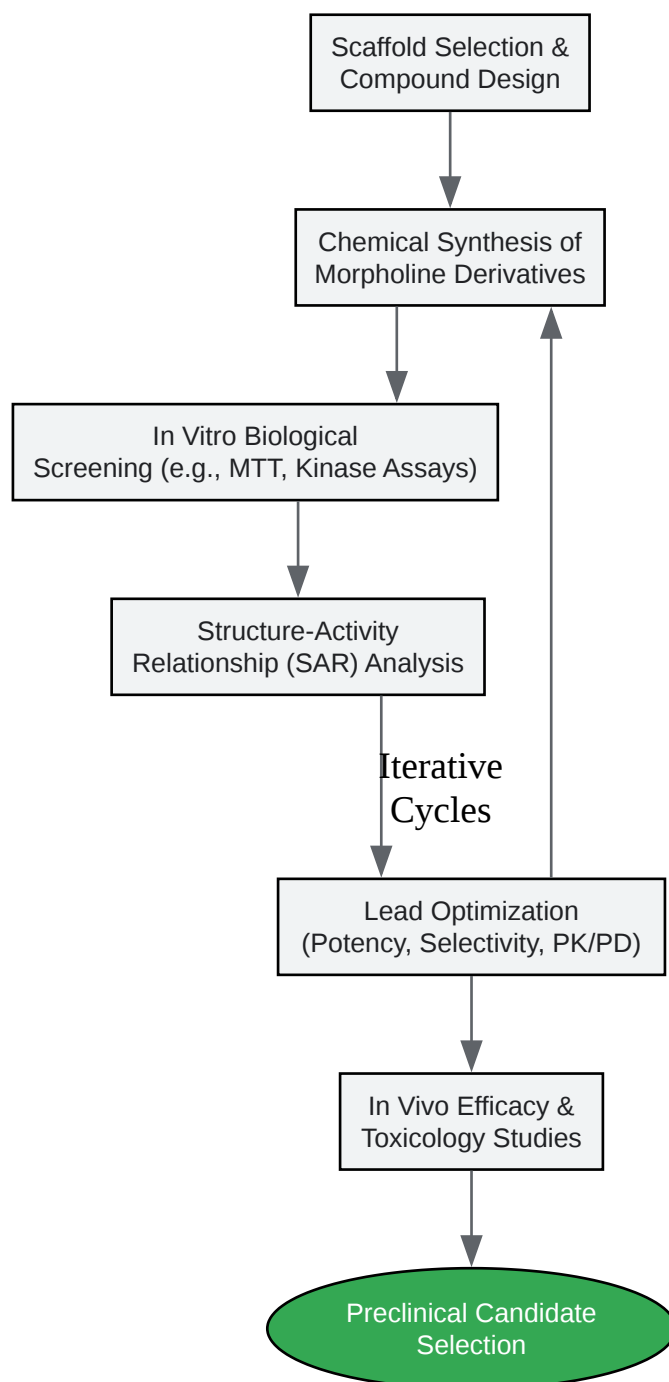 Scaffold Selection &
Compound Design
Chemical Synthesis of
Morpholine Derivatives
In Vitro Biological
Screening (e.g., MTT, Kinase Assays)
Structure-Activity
Relationship (SAR) Analysis
Iterative
Cycles
Lead Optimization
(Potency, Selectivity, PK/PD)
In Vivo Efficacy &
Toxicology Studies
Preclinical Candidate
Selection